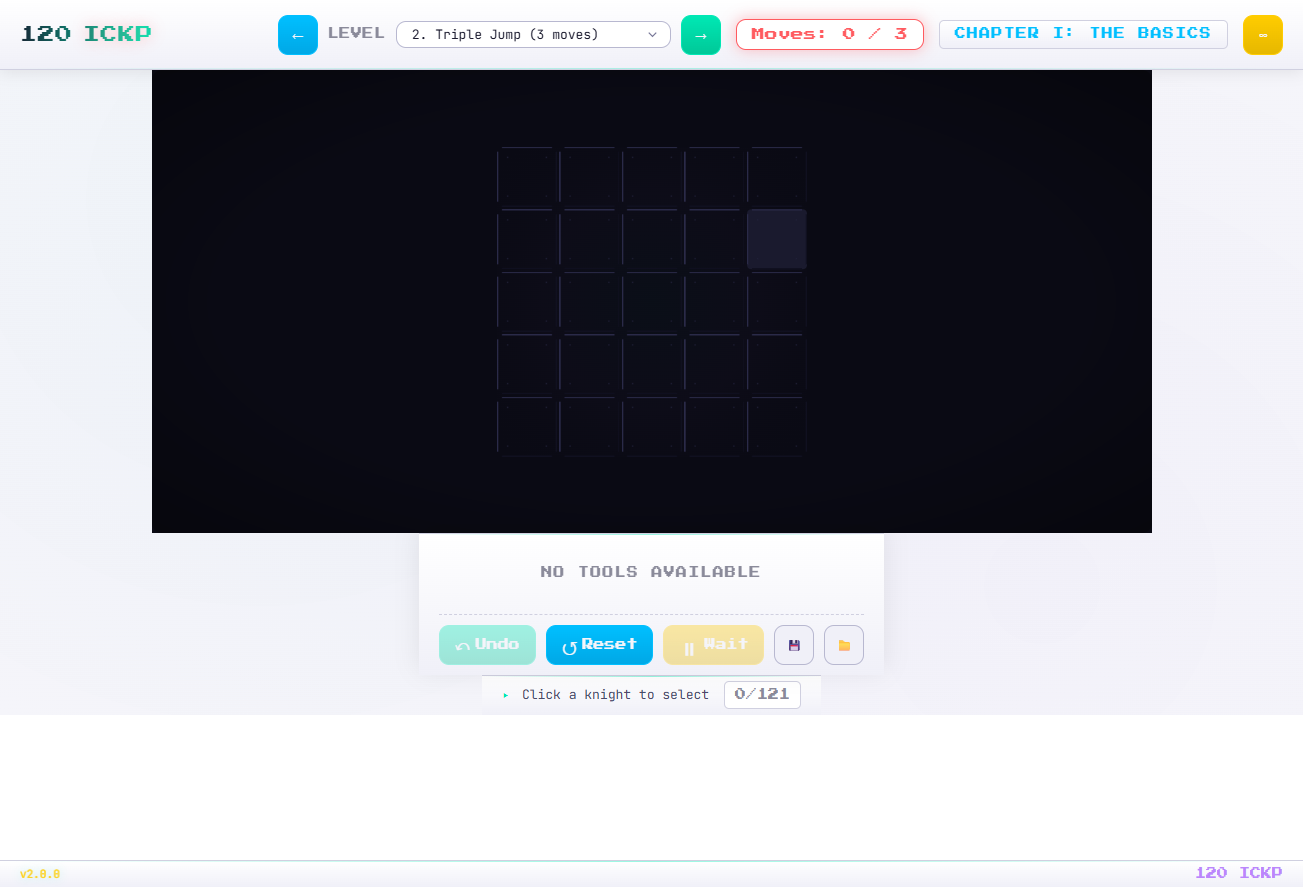 120 ICKP
←
LEVEL
2. Triple Jump (3 moves)
→
Moves: 0 / 3
CHAPTER I: THE BASICS
NO TOOLS AVAILABLE
↶ Undo
↺ Reset
⏸ Wait
▸ Click a knight to select
0/121
v2.0.0
120 ICKP